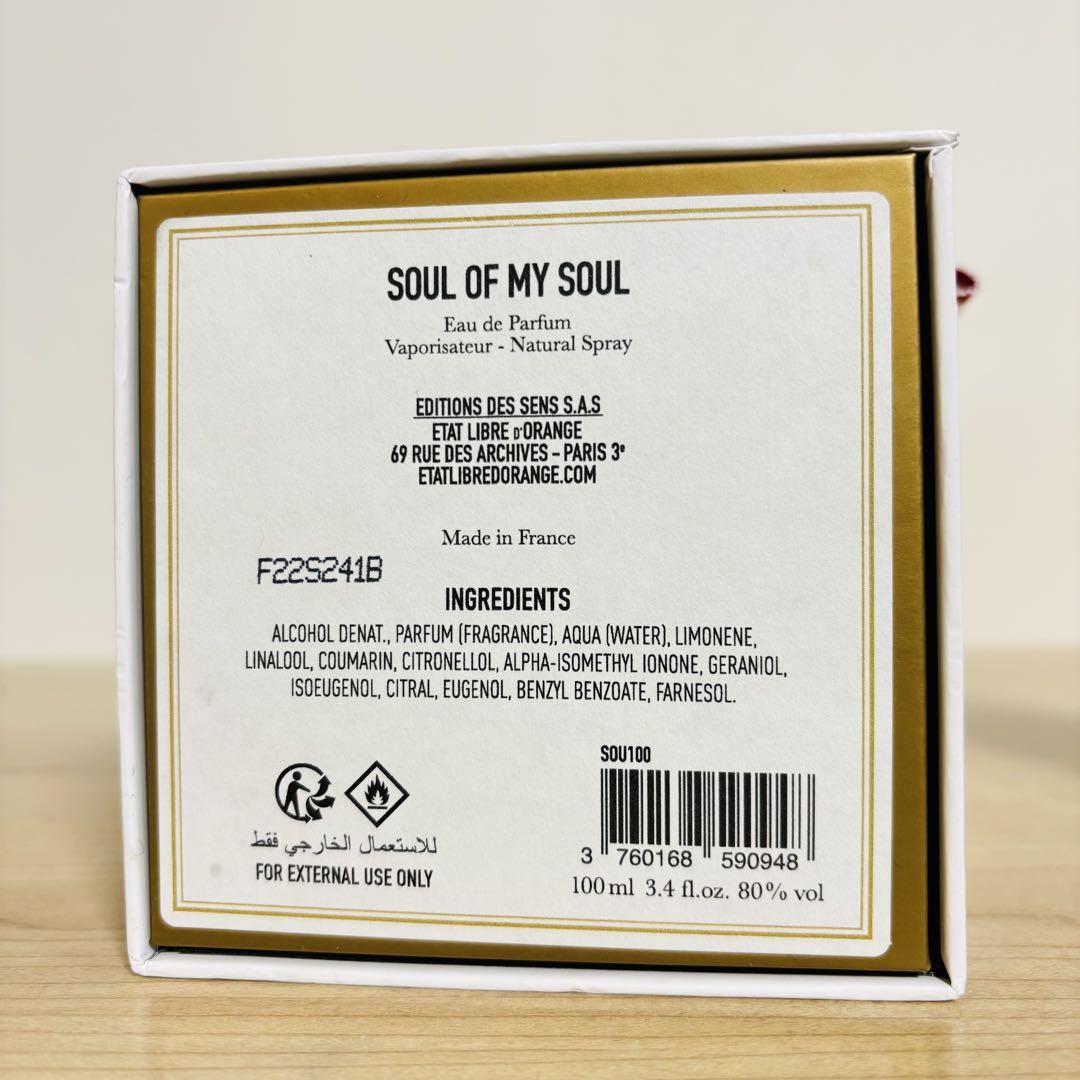 SOUL OF MY SOUL
Eau de Parfum
Vaporisateur - Natural Spray
EDITIONS DES SENS S.A.S
ETAT LIBRE D'ORANGE
69 RUE DES ARCHIVES – PARIS 3e
ETATLIBREDORANGE.COM
Made in France
F22S241B
INGREDIENTS
ALCOHOL DENAT., PARFUM (FRAGRANCE), AQUA (WATER), LIMONENE,
LINALOOL, COUMARIN, CITRONELLOL, ALPHA-ISOMETHYL IONONE, GERANIOL,
ISOEUGENOL, CITRAL, EUGENOL, BENZYL BENZOATE, FARNESOL.
للاستعمال الخارجي فقط
FOR EXTERNAL USE ONLY
SOU100
3 760168 590948
100 ml 3.4 fl.oz. 80% vol